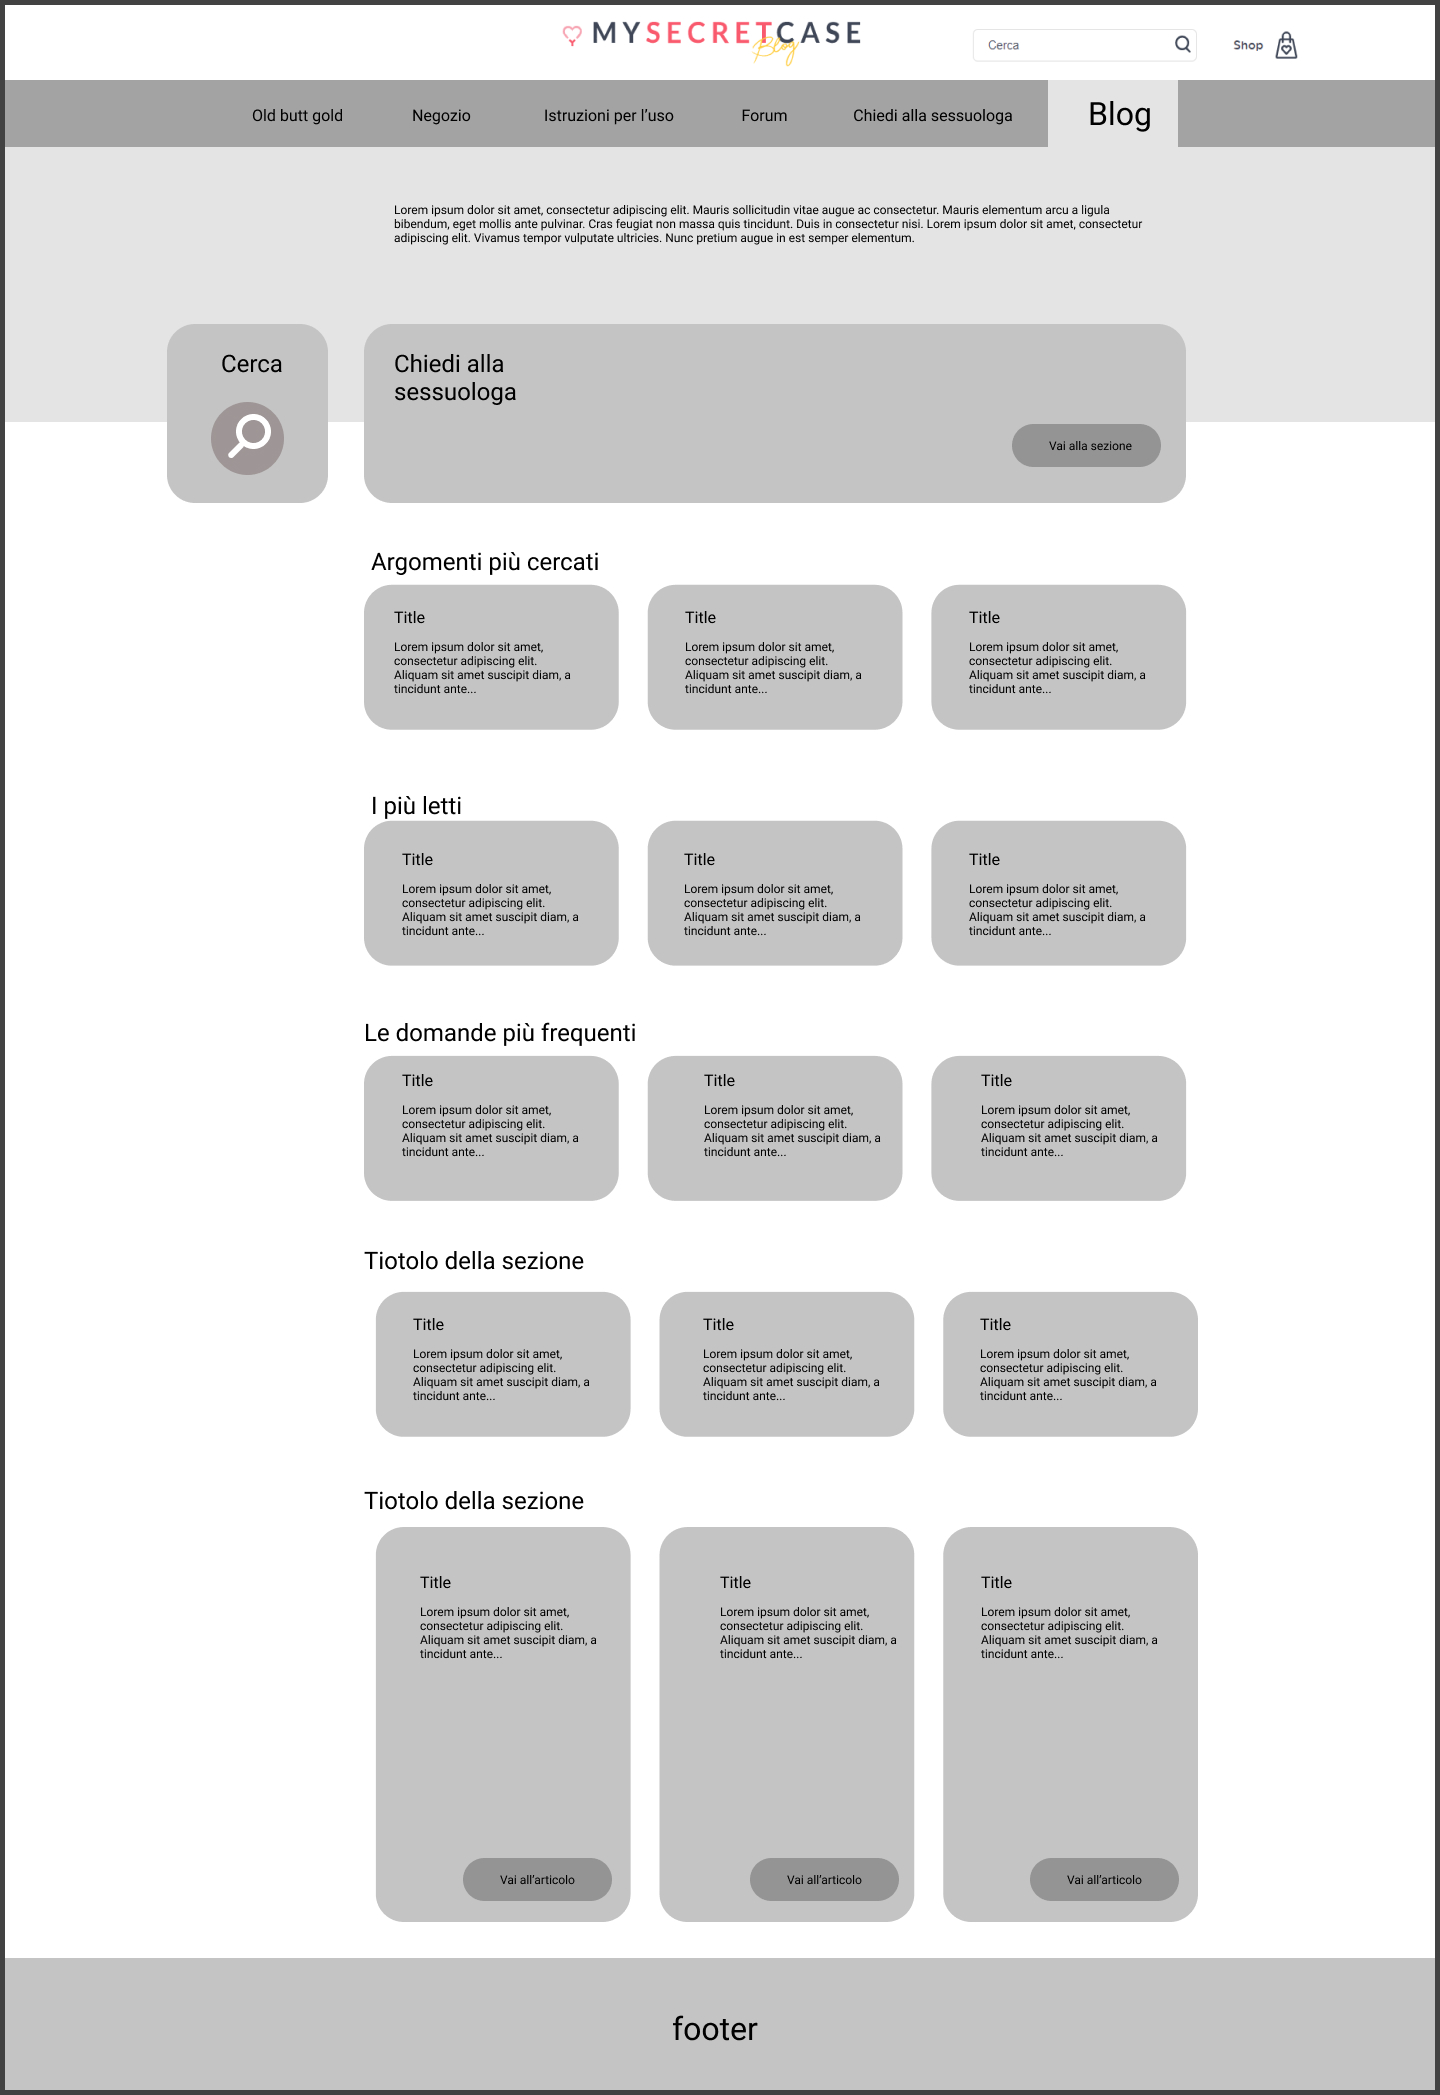 MYSECRETCASE
Blog
Cerca
Shop
Old butt gold
Negozio
Istruzioni per l'uso
Forum
Chiedi alla sessuologa
Blog
Lorem ipsum dolor sit amet, consectetur adipiscing elit. Mauris sollicitudin vitae augue ac consectetur. Mauris elementum arcu a ligula
bibendum, eget mollis ante pulvinar. Cras feugiat non massa quis tincidunt. Duis in consectetur nisi. Lorem ipsum dolor sit amet, consectetur
adipiscing elit. Vivamus tempor vulputate ultricies. Nunc pretium augue in est semper elementum.
Cerca
Chiedi alla
sessuologa
Vai alla sezione
Argomenti più cercati
Title
Lorem ipsum dolor sit amet,
consectetur adipiscing elit.
Aliquam sit amet suscipit diam, a
tincidunt ante...
Title
Lorem ipsum dolor sit amet,
consectetur adipiscing elit.
Aliquam sit amet suscipit diam, a
tincidunt ante...
Title
Lorem ipsum dolor sit amet,
consectetur adipiscing elit.
Aliquam sit amet suscipit diam, a
tincidunt ante...
I più letti
Title
Lorem ipsum dolor sit amet,
consectetur adipiscing elit.
Aliquam sit amet suscipit diam, a
tincidunt ante...
Title
Lorem ipsum dolor sit amet,
consectetur adipiscing elit.
Aliquam sit amet suscipit diam, a
tincidunt ante...
Title
Lorem ipsum dolor sit amet,
consectetur adipiscing elit.
Aliquam sit amet suscipit diam, a
tincidunt ante...
Le domande più frequenti
Title
Lorem ipsum dolor sit amet,
consectetur adipiscing elit.
Aliquam sit amet suscipit diam, a
tincidunt ante...
Title
Lorem ipsum dolor sit amet,
consectetur adipiscing elit.
Aliquam sit amet suscipit diam, a
tincidunt ante...
Title
Lorem ipsum dolor sit amet,
consectetur adipiscing elit.
Aliquam sit amet suscipit diam, a
tincidunt ante...
Tiotolo della sezione
Title
Lorem ipsum dolor sit amet,
consectetur adipiscing elit.
Aliquam sit amet suscipit diam, a
tincidunt ante...
Title
Lorem ipsum dolor sit amet,
consectetur adipiscing elit.
Aliquam sit amet suscipit diam, a
tincidunt ante...
Title
Lorem ipsum dolor sit amet,
consectetur adipiscing elit.
Aliquam sit amet suscipit diam, a
tincidunt ante...
Tiotolo della sezione
Title
Lorem ipsum dolor sit amet,
consectetur adipiscing elit.
Aliquam sit amet suscipit diam, a
tincidunt ante...
Vai all'articolo
Title
Lorem ipsum dolor sit amet,
consectetur adipiscing elit.
Aliquam sit amet suscipit diam, a
tincidunt ante...
Vai all'articolo
Title
Lorem ipsum dolor sit amet,
consectetur adipiscing elit.
Aliquam sit amet suscipit diam, a
tincidunt ante...
Vai all'articolo
footer